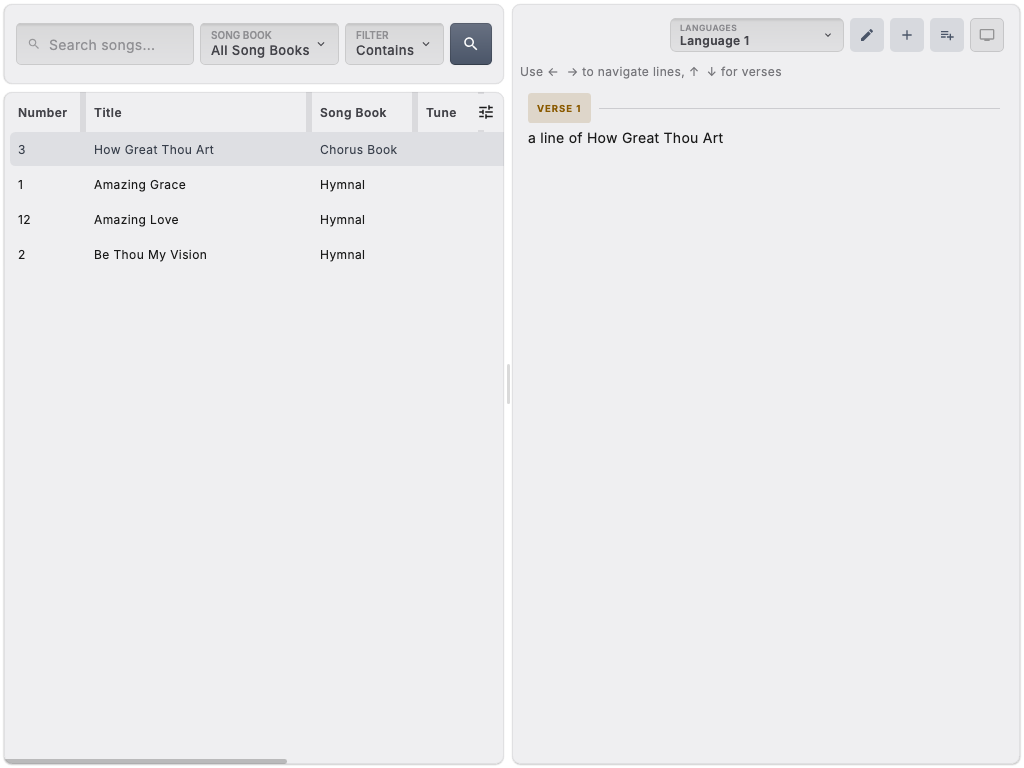 Search songs...
SONG BOOK
All Song Books
FILTER
Contains
Number Title Song Book Tune
3 How Great Thou Art Chorus Book
1 Amazing Grace Hymnal
12 Amazing Love Hymnal
2 Be Thou My Vision Hymnal
LANGUAGES
Language 1
Use ← → to navigate lines, ↑ ↓ for verses
VERSE 1
a line of How Great Thou Art